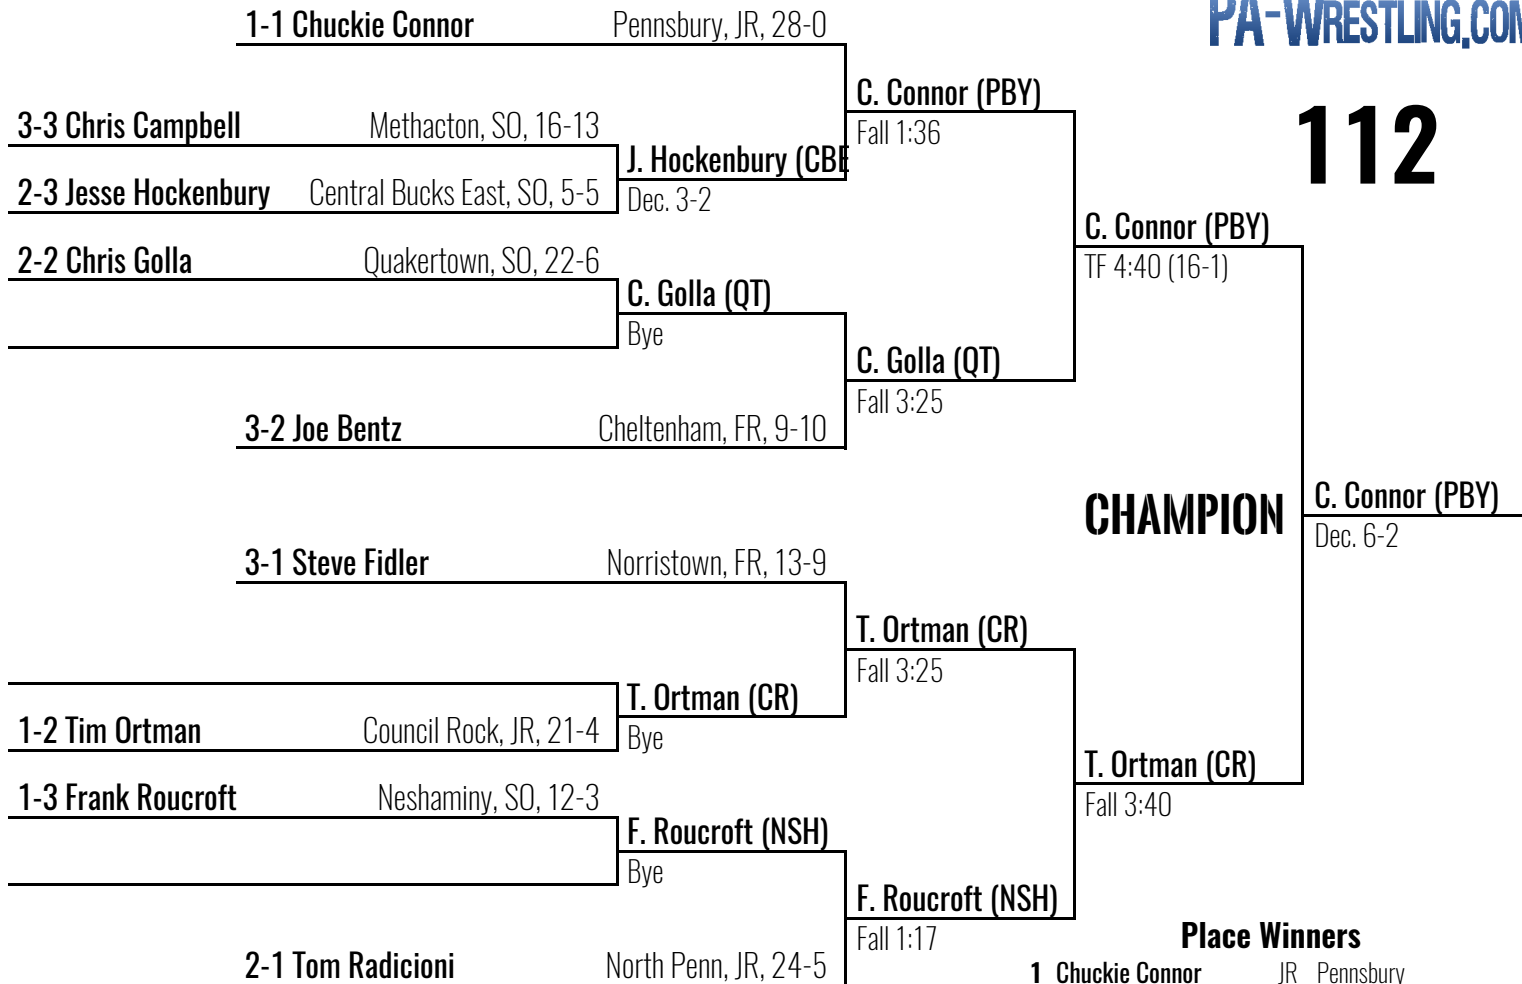 PA-WRESTLING.COM
1-1 Chuckie Connor Pennsbury, JR, 28-0
C. Connor (PBY)
Fall 1:36
112
3-3 Chris Campbell Methacton, SO, 16-13
J. Hockenbury (CBE
Dec. 3-2
2-3 Jesse Hockenbury Central Bucks East, SO, 5-5
C. Connor (PBY)
TF 4:40 (16-1)
2-2 Chris Golla Quakertown, SO, 22-6
C. Golla (QT)
Bye
C. Golla (QT)
Fall 3:25
3-2 Joe Bentz Cheltenham, FR, 9-10
CHAMPION
C. Connor (PBY)
Dec. 6-2
3-1 Steve Fidler Norristown, FR, 13-9
T. Ortman (CR)
Fall 3:25
T. Ortman (CR)
Bye
1-2 Tim Ortman Council Rock, JR, 21-4
T. Ortman (CR)
Fall 3:40
1-3 Frank Roucroft Neshaminy, SO, 12-3
F. Roucroft (NSH)
Bye
F. Roucroft (NSH)
Fall 1:17
2-1 Tom Radicioni North Penn, JR, 24-5
Place Winners
1 Chuckie Connor JR Pennsbury